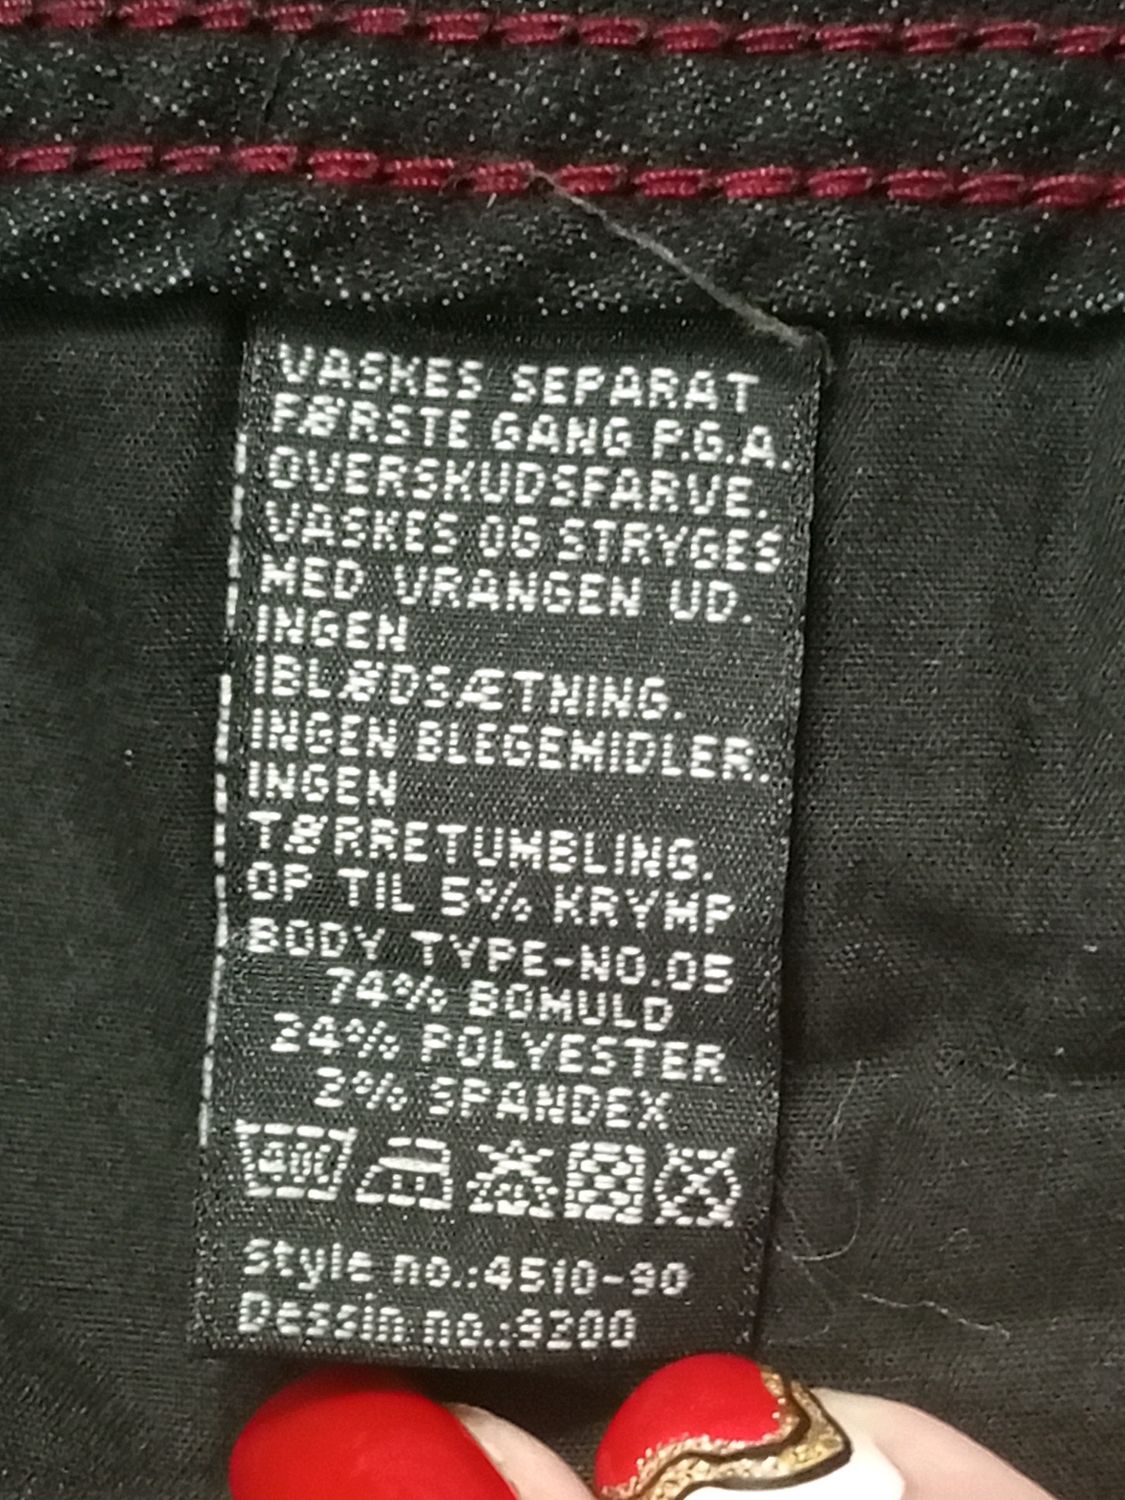 VASKES SEPARAT
FØRSTE GANG P.G.A.
OVERSKUDSFARVE.
VASKES OG STRYGES
MED VRANGEN UD.
INGEN
IBLØDSÆTNING.
INGEN BLEGEMIDLER.
INGEN
TØRRETUMBLING.
OP TIL 5% KRYMP
BODY TYPE-NO.05
74% BOMULD
24% POLYESTER
2% SPANDEX
Style no.:4510-90
Dessin no.:9200